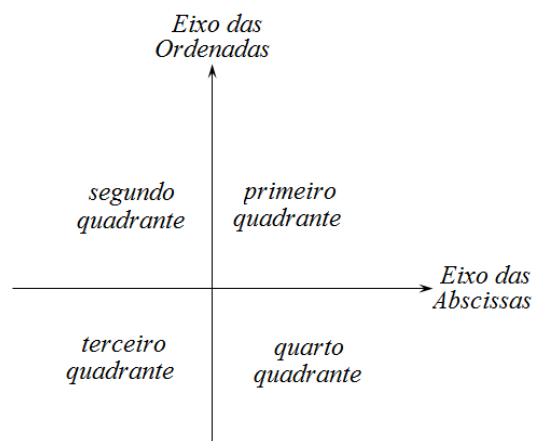 Eixo das
Ordenadas
segundo
quadrante
primeiro
quadrante
Eixo das
Abscissas
terceiro
quadrante
quarto
quadrante